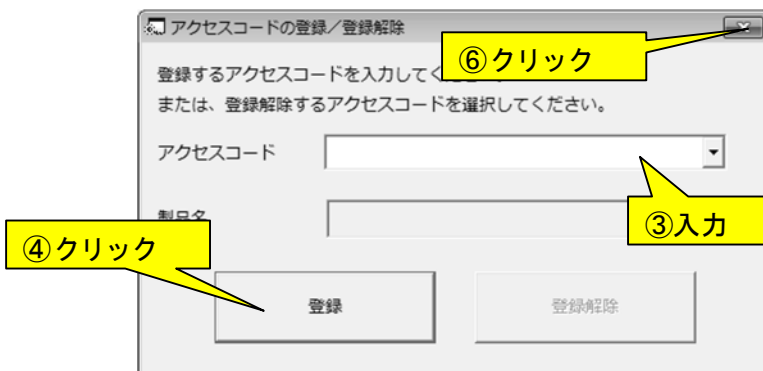 アクセスコードの登録／登録解除
⑥クリック
登録するアクセスコードを入力してく
または、登録解除するアクセスコードを選択してください。
アクセスコード
③入力
製品名
④クリック
登録
登録解除